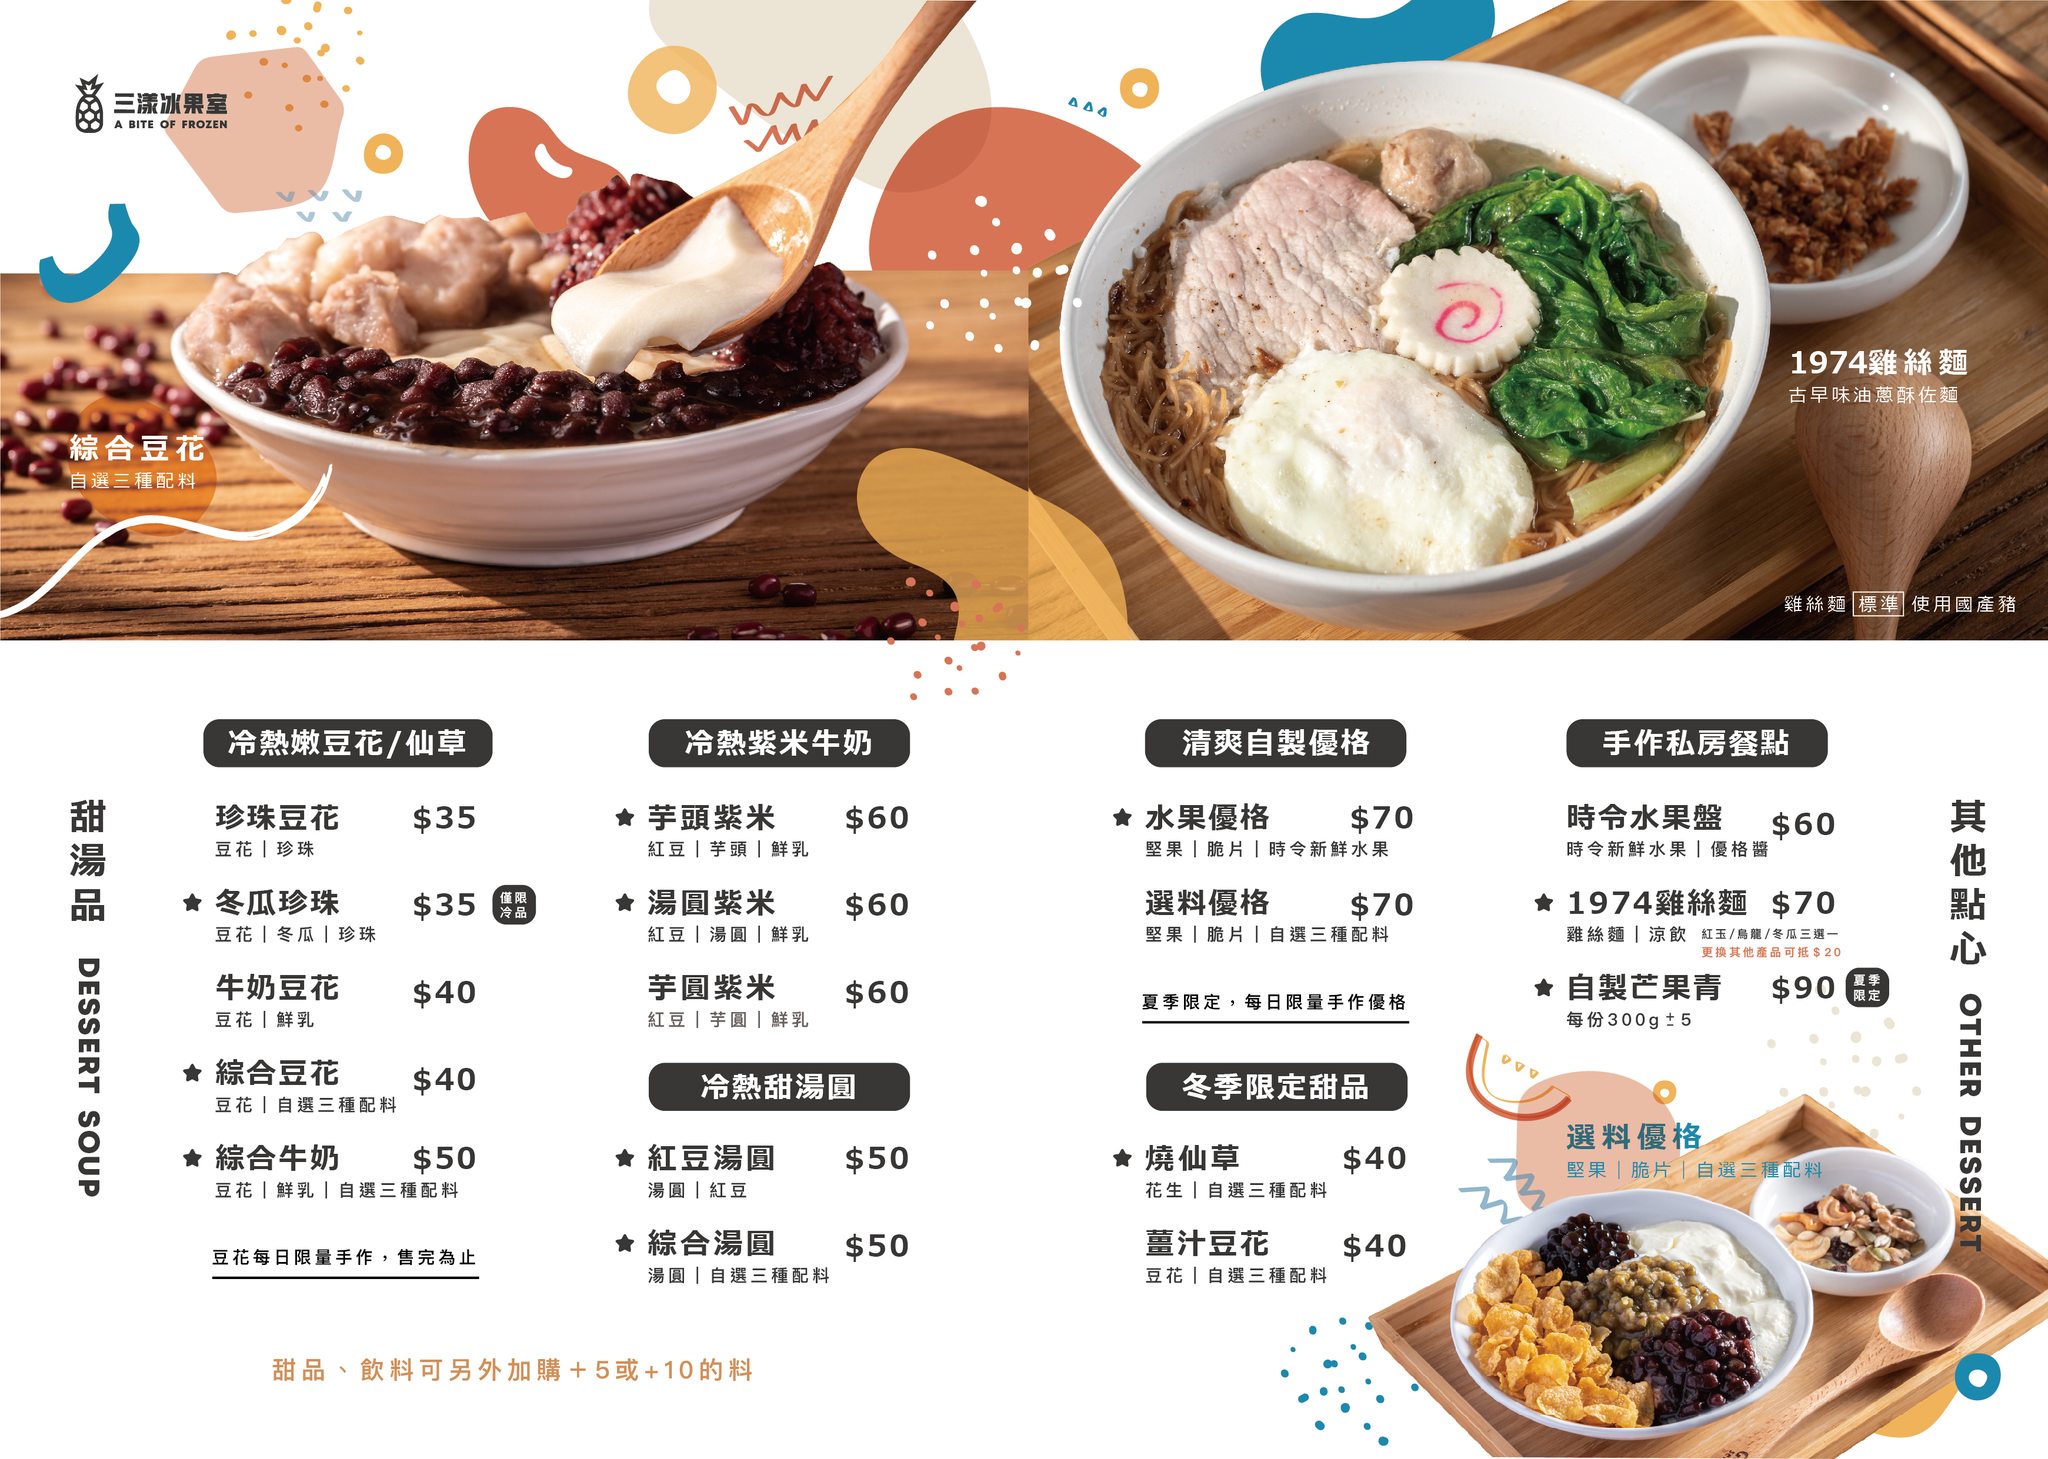 三漾冰果室
A BITE OF FROZEN
綜合豆花
自選三種配料
1974雞絲麵
古早味油蔥酥佐麵
雞絲麵 標準 使用國產豬
甜湯品 DESSERT SOUP
冷熱嫩豆花/仙草
珍珠豆花 $35
豆花｜珍珠
★ 冬瓜珍珠 $35 僅限冷品
豆花｜冬瓜｜珍珠
牛奶豆花 $40
豆花｜鮮乳
★ 綜合豆花 $40
豆花｜自選三種配料
★ 綜合牛奶 $50
豆花｜鮮乳｜自選三種配料
豆花每日限量手作，售完為止
冷熱紫米牛奶
★ 芋頭紫米 $60
紅豆｜芋頭｜鮮乳
★ 湯圓紫米 $60
紅豆｜湯圓｜鮮乳
芋圓紫米 $60
紅豆｜芋圓｜鮮乳
冷熱甜湯圓
★ 紅豆湯圓 $50
湯圓｜紅豆
★ 綜合湯圓 $50
湯圓｜自選三種配料
甜品、飲料可另外加購＋5或+10的料
清爽自製優格
★ 水果優格 $70
堅果｜脆片｜時令新鮮水果
選料優格 $70
堅果｜脆片｜自選三種配料
夏季限定，每日限量手作優格
冬季限定甜品
★ 燒仙草 $40
花生｜自選三種配料
薑汁豆花 $40
豆花｜自選三種配料
手作私房餐點
時令水果盤 $60
時令新鮮水果｜優格醬
★ 1974雞絲麵 $70
雞絲麵｜涼飲 紅玉/烏龍/冬瓜三選一
更換其他產品可抵$20
★ 自製芒果青 $90 夏季限定
每份300g±5
選料優格
堅果｜脆片｜自選三種配料
其他點心 OTHER DESSERT